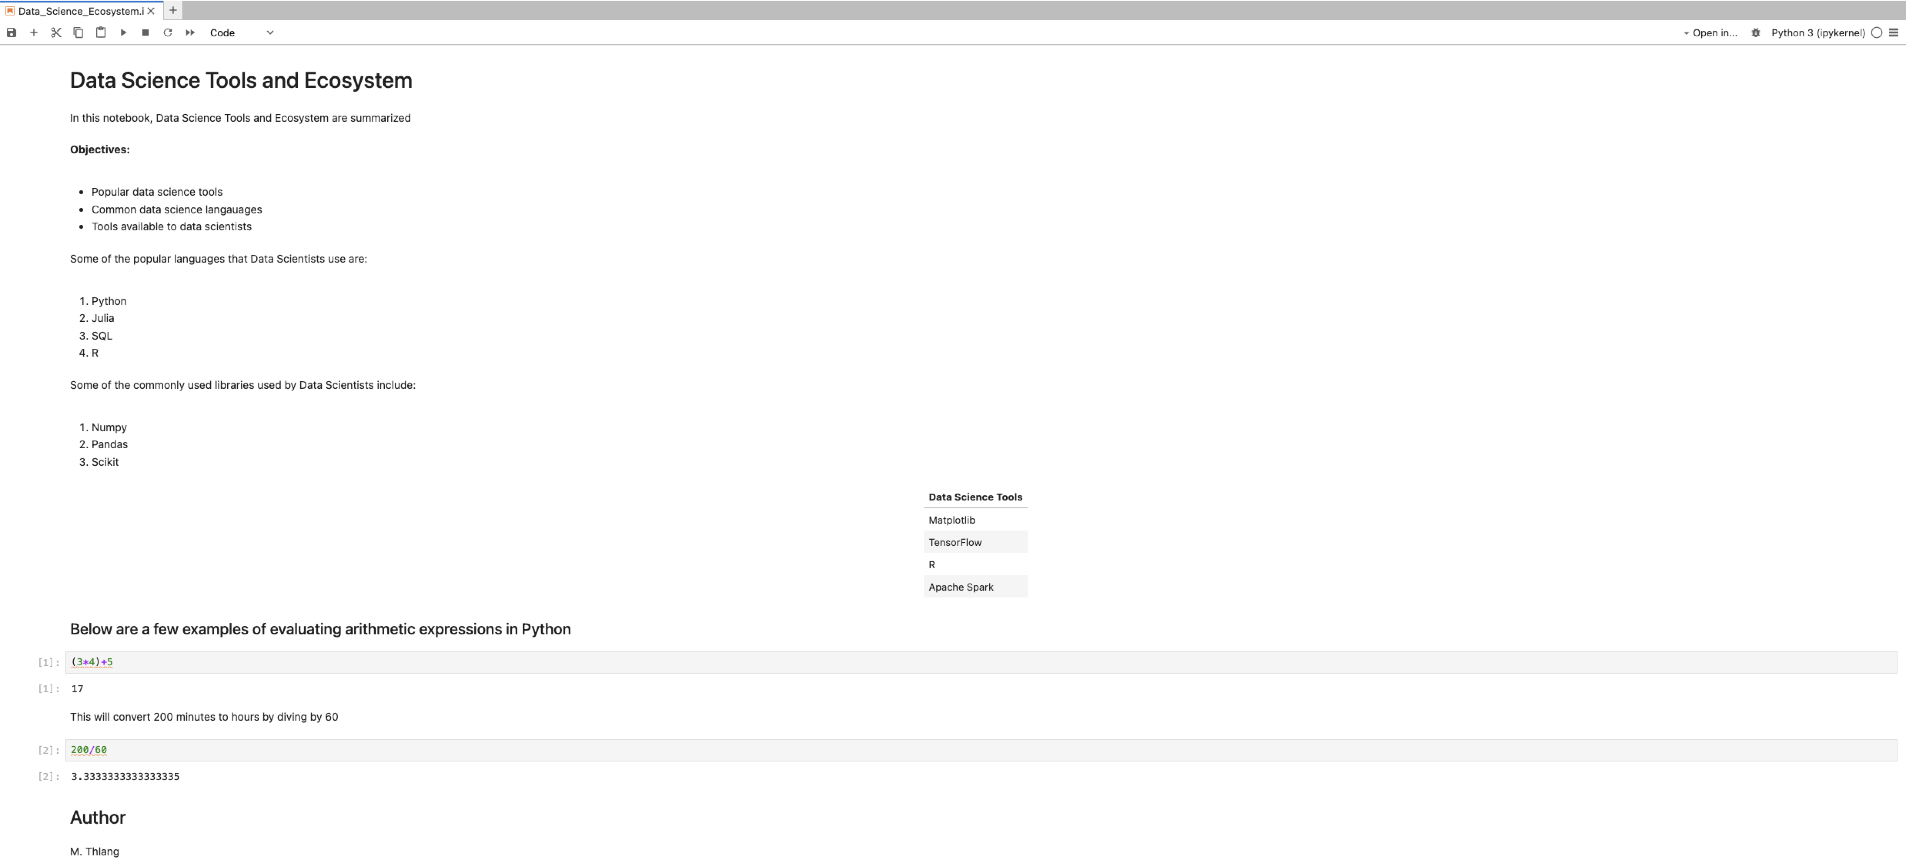 Data_Science_Ecosystem.i
Code
Open in...
Python 3 (ipykernel)
Data Science Tools and Ecosystem
In this notebook, Data Science Tools and Ecosystem are summarized
Objectives:
Popular data science tools
Common data science langauages
Tools available to data scientists
Some of the popular languages that Data Scientists use are:
1. Python
2. Julia
3. SQL
4. R
Some of the commonly used libraries used by Data Scientists include:
1. Numpy
2. Pandas
3. Scikit
Data Science Tools
Matplotlib
TensorFlow
R
Apache Spark
Below are a few examples of evaluating arithmetic expressions in Python
[1]: (3*4)+5
[1]: 17
This will convert 200 minutes to hours by diving by 60
[2]: 200/60
[2]: 3.3333333333333335
Author
M. Thlang